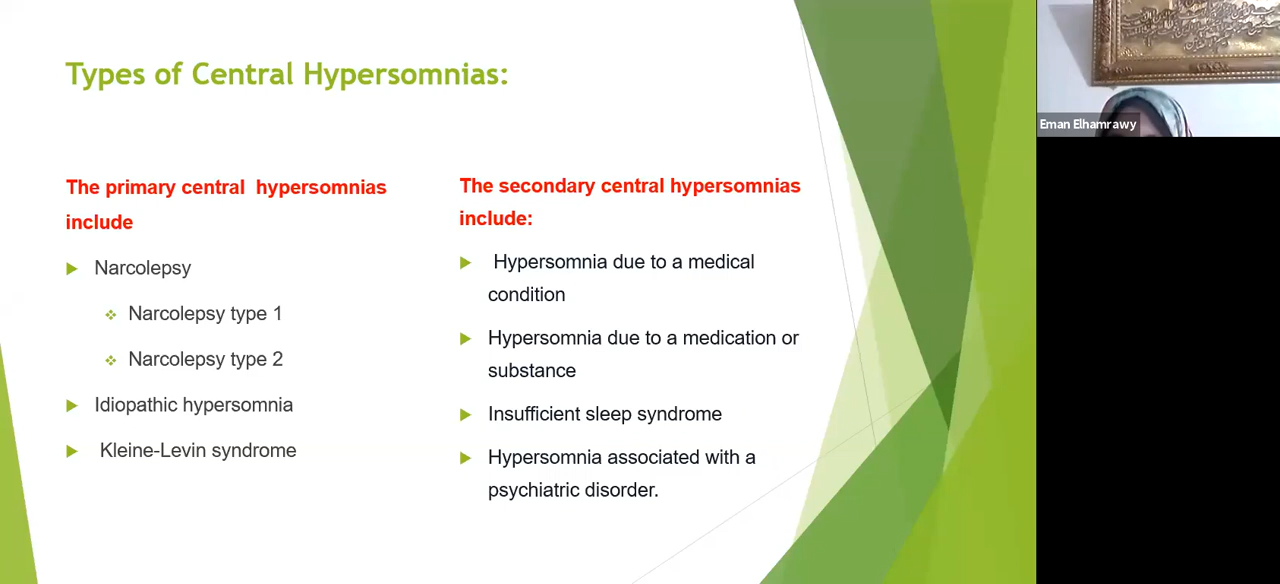 Types of Central Hypersomnias:
The primary central hypersomnias
include
Narcolepsy
Narcolepsy type 1
Narcolepsy type 2
Idiopathic hypersomnia
Kleine-Levin syndrome
The secondary central hypersomnias
include:
Hypersomnia due to a medical
condition
Hypersomnia due to a medication or
substance
Insufficient sleep syndrome
Hypersomnia associated with a
psychiatric disorder.
Eman Elhamrawy